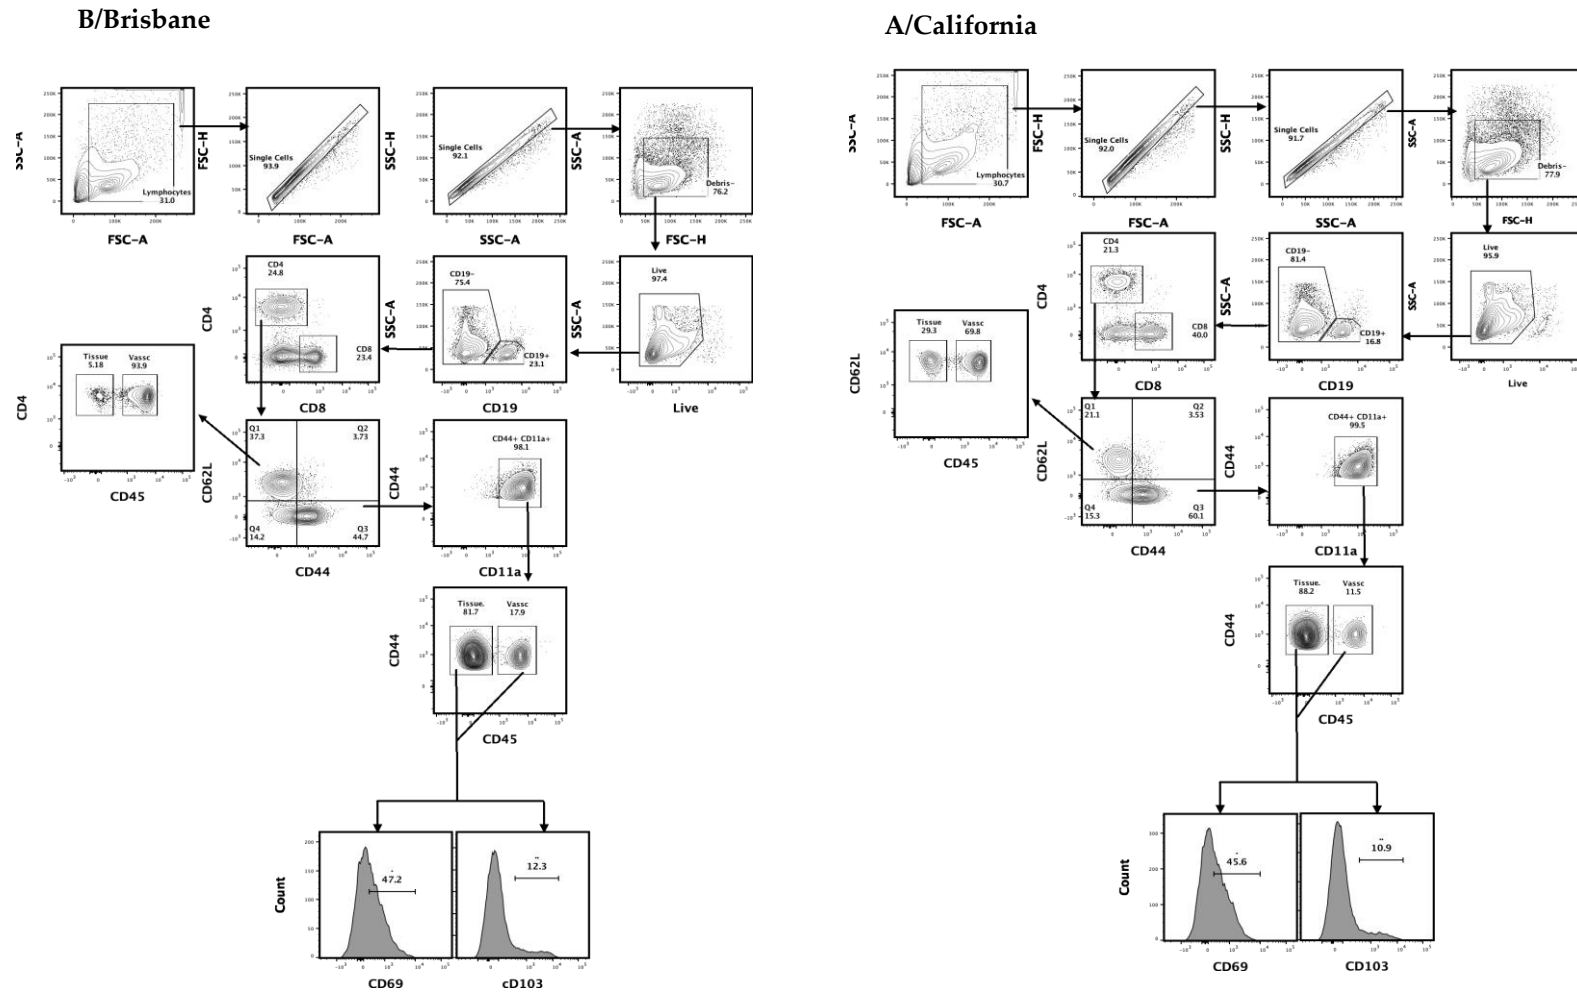 B/Brisbane
A/California
SSC-A
Lymphocytes
31.0
FSC-A
FSC-H
Single Cells
93.9
FSC-A
SSC-H
Single Cells
92.1
SSC-A
SSC-A
Debris-
76.2
FSC-H
CD4
CD4
24.8
CD8
23.4
CD8
SSC-A
CD19-
75.4
CD19+
23.1
CD19
SSC-A
Live
97.4
Live
CD4
Tissue
5.18
Vassc
93.9
CD45
CD62L
Q1
37.3
Q2
3.73
Q4
14.2
Q3
44.7
CD44
CD44
CD44+ CD11a+
98.1
CD11a
CD44
Tissue.
81.7
Vassc
17.9
CD45
Count
47.2
CD69
12.3
cD103
SSC-A
Lymphocytes
30.7
FSC-A
FSC-H
Single Cells
92.0
FSC-A
SSC-H
Single Cells
91.7
SSC-A
SSC-A
Debris-
77.9
FSC-H
CD4
CD4
21.3
CD8
40.0
CD8
SSC-A
CD19-
81.4
CD19+
16.8
CD19
SSC-A
Live
95.9
Live
CD62L
Tissue
29.3
Vassc
69.8
CD45
CD62L
Q1
21.1
Q2
3.53
Q4
15.3
Q3
60.1
CD44
CD44
CD44+ CD11a+
99.5
CD11a
CD44
Tissue.
88.2
Vassc
11.5
CD45
Count
45.6
CD69
10.9
CD103